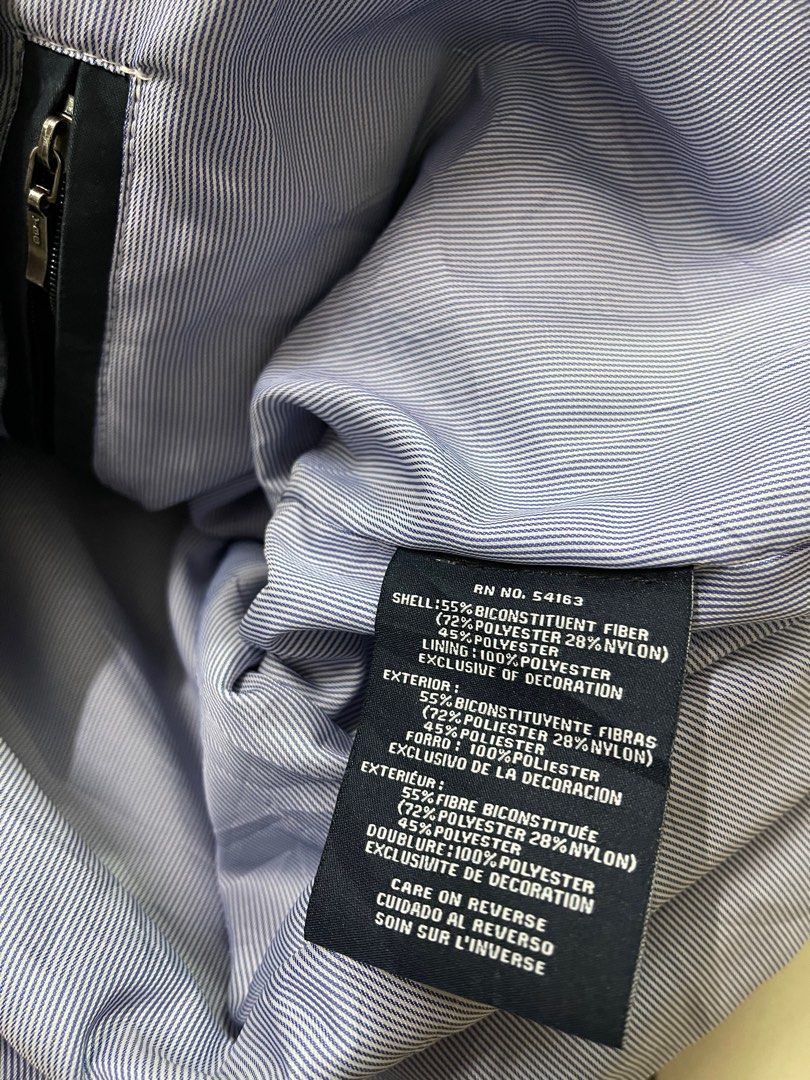 RN NO. 54163
SHELL:55%BICONSTITUENT FIBER
(72%POLYESTER 28%NYLON)
45%POLYESTER
LINING:100%POLYESTER
EXCLUSIVE OF DECORATION
EXTERIOR:
55%BICONSTITUYENTE FIBRAS
(72%POLIESTER 28%NYLON)
45%POLYESTER
FORRO: 100%POLIESTER
EXCLUSIVO DE LA DECORACION
EXTERIÉUR:
55%FIBRE BICONSTITUÉE
(72%POLYESTER 28%NYLON)
45%POLYESTER
DOUBLURE:100%POLYESTER
EXCLUSIVITE DE DECORATION
CARE ON REVERSE
CUIDADO AL REVERSO
SOIN SUR L'INVERSE